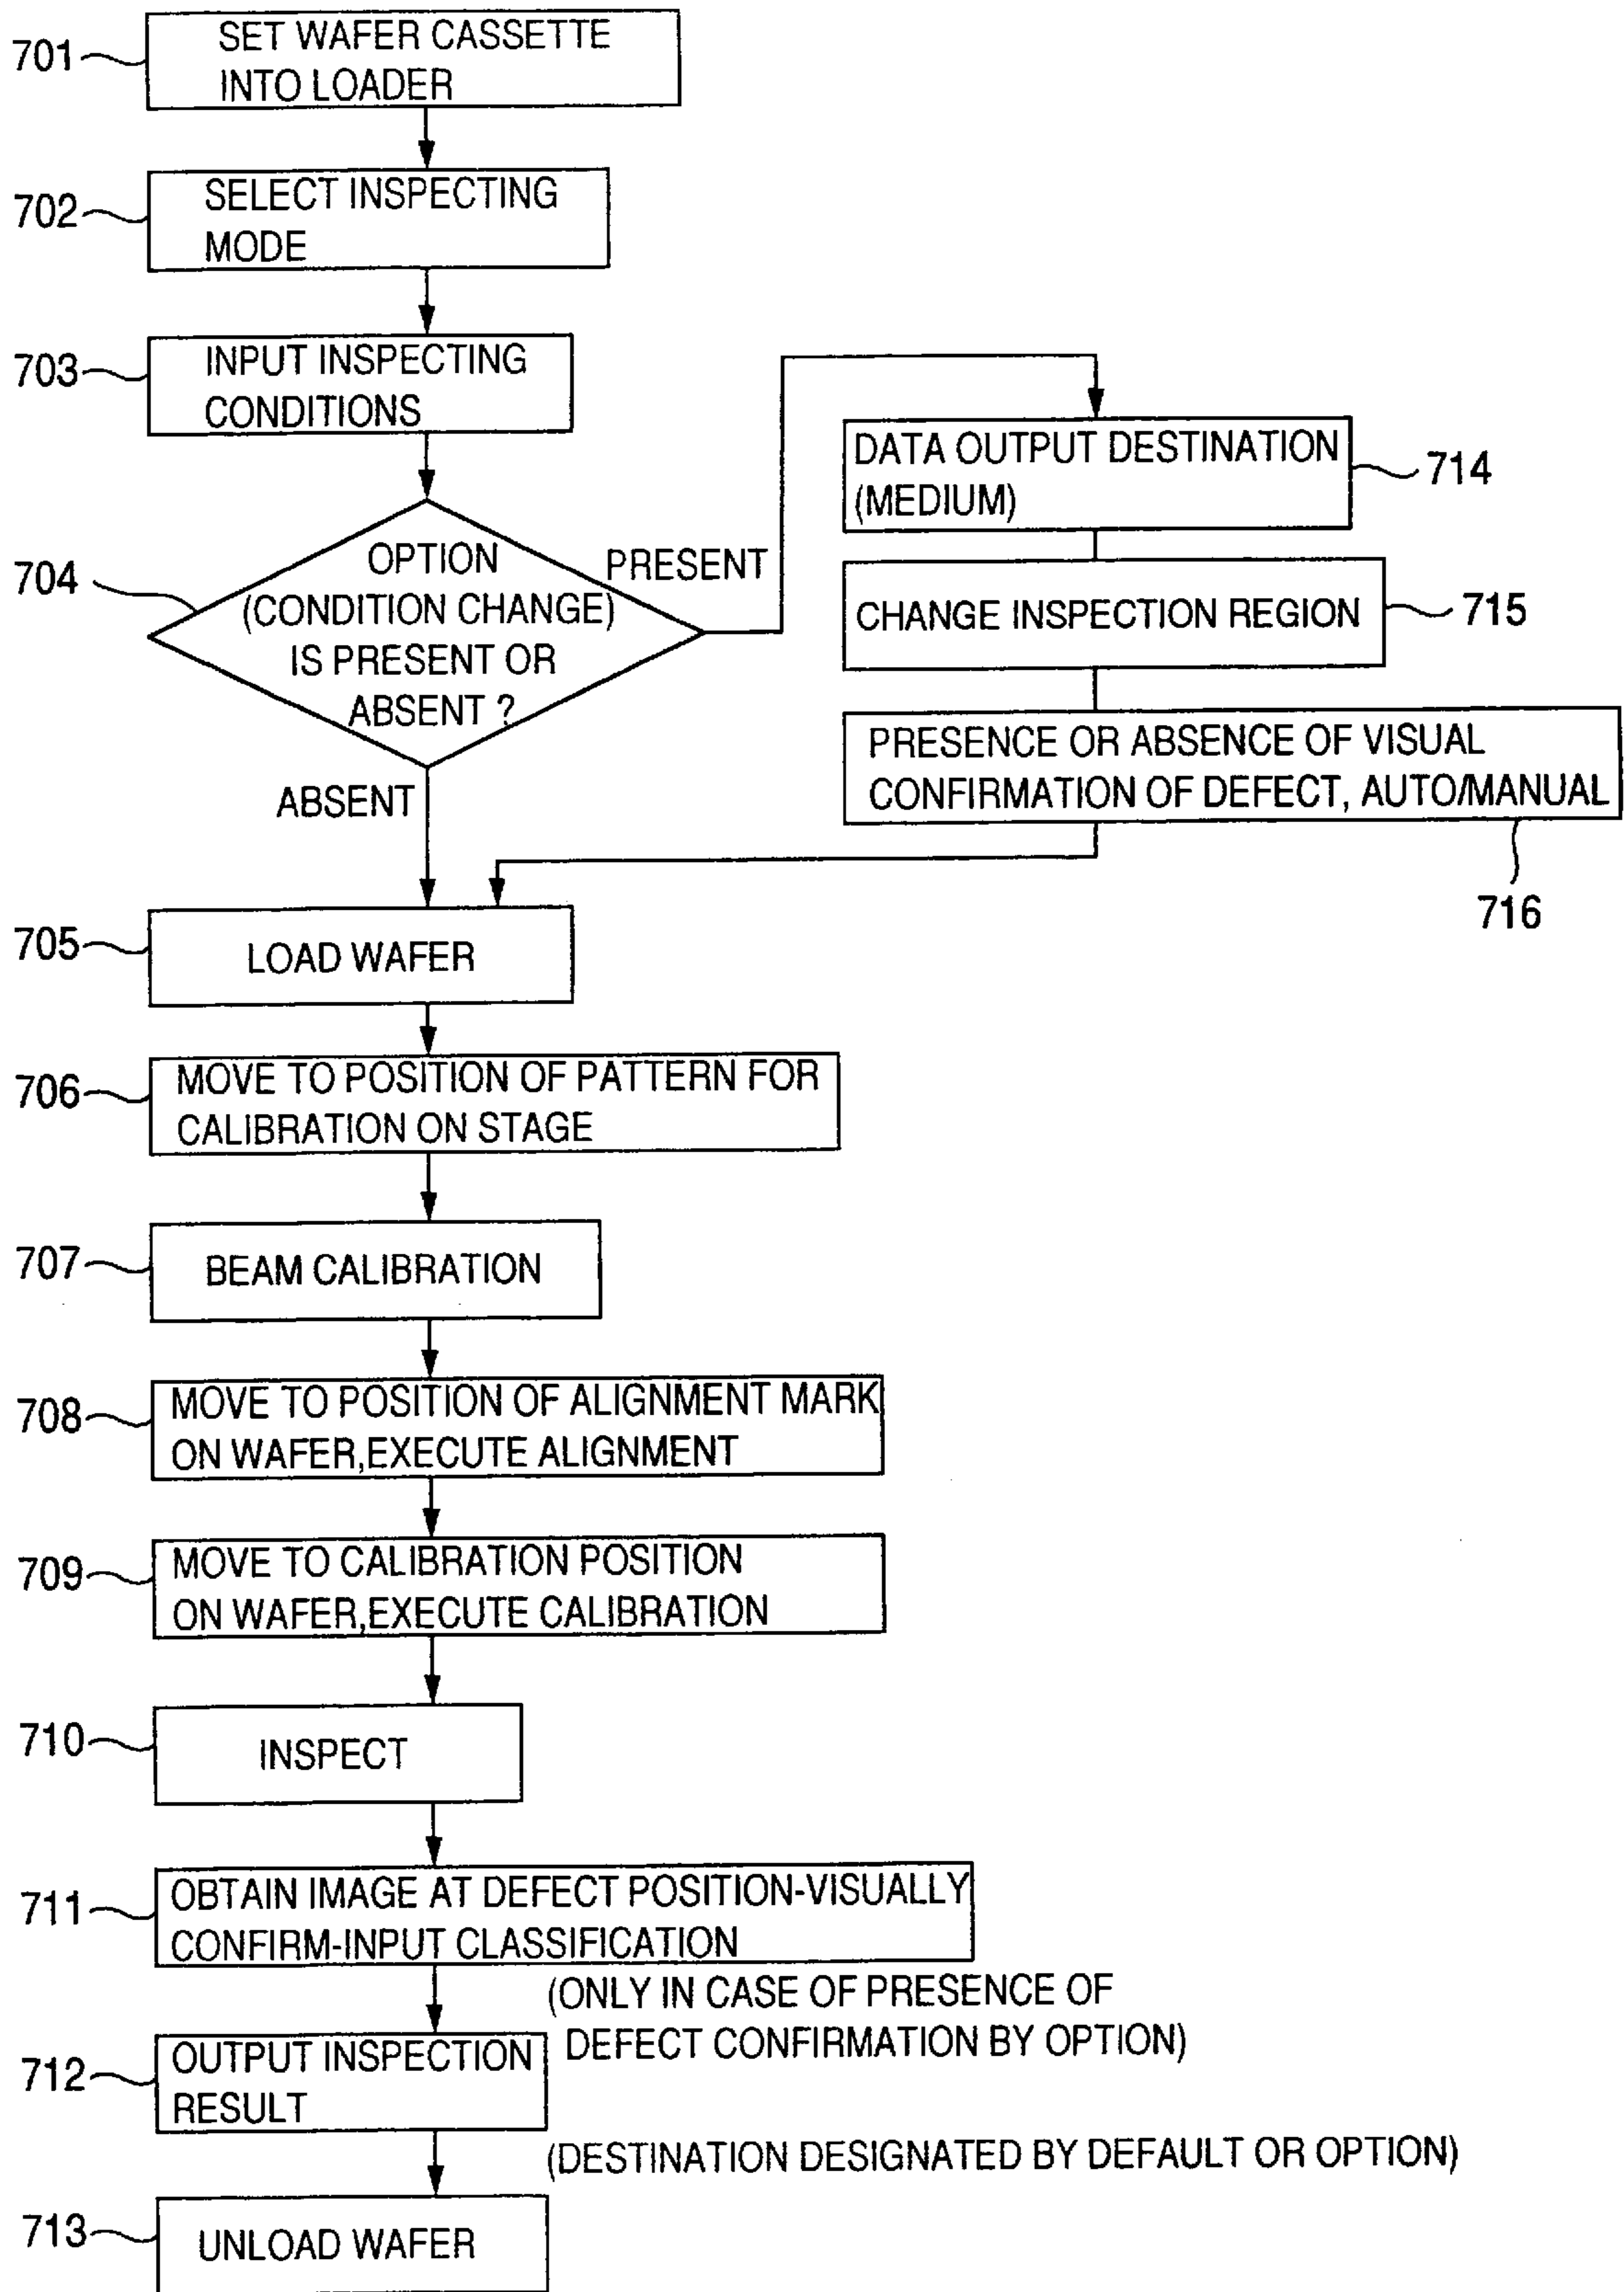 701
SET WAFER CASSETTE
INTO LOADER
702
SELECT INSPECTING
MODE
703
INPUT INSPECTING
CONDITIONS
704
OPTION
(CONDITION CHANGE)
IS PRESENT OR
ABSENT ?
PRESENT
ABSENT
DATA OUTPUT DESTINATION
(MEDIUM)
714
CHANGE INSPECTION REGION
715
PRESENCE OR ABSENCE OF VISUAL
CONFIRMATION OF DEFECT, AUTO/MANUAL
716
705
LOAD WAFER
706
MOVE TO POSITION OF PATTERN FOR
CALIBRATION ON STAGE
707
BEAM CALIBRATION
708
MOVE TO POSITION OF ALIGNMENT MARK
ON WAFER,EXECUTE ALIGNMENT
709
MOVE TO CALIBRATION POSITION
ON WAFER,EXECUTE CALIBRATION
710
INSPECT
711
OBTAIN IMAGE AT DEFECT POSITION-VISUALLY
CONFIRM-INPUT CLASSIFICATION
(ONLY IN CASE OF PRESENCE OF
DEFECT CONFIRMATION BY OPTION)
712
OUTPUT INSPECTION
RESULT
(DESTINATION DESIGNATED BY DEFAULT OR OPTION)
713
UNLOAD WAFER